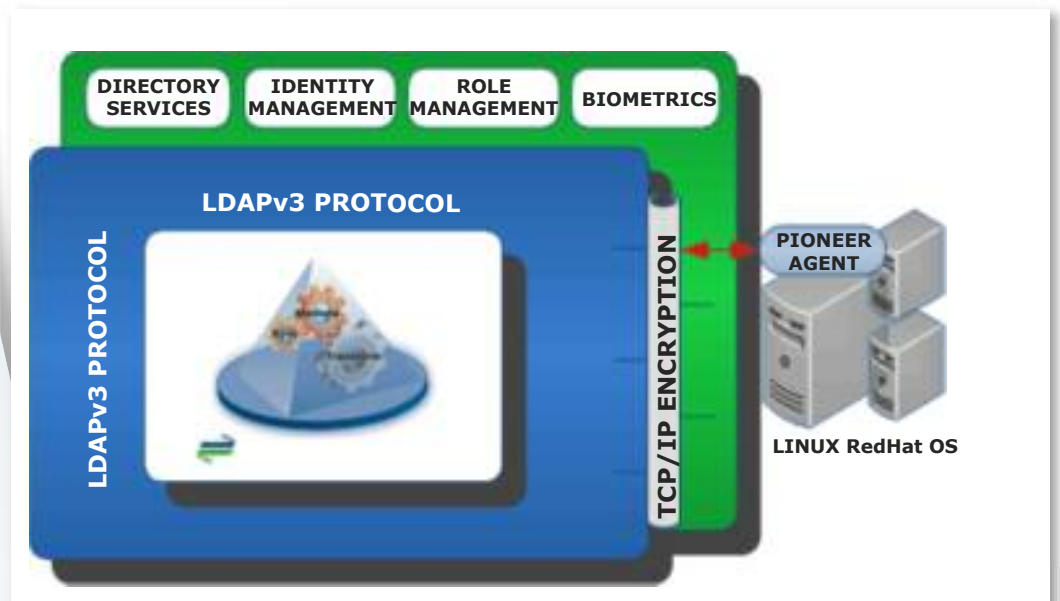 DIRECTORY
SERVICES
IDENTITY
MANAGEMENT
ROLE
MANAGEMENT
BIOMETRICS
LDAPv3 PROTOCOL
LDAPv3 PROTOCOL
TCP/IP ENCRYPTION
PIONEER
AGENT
LINUX RedHat OS